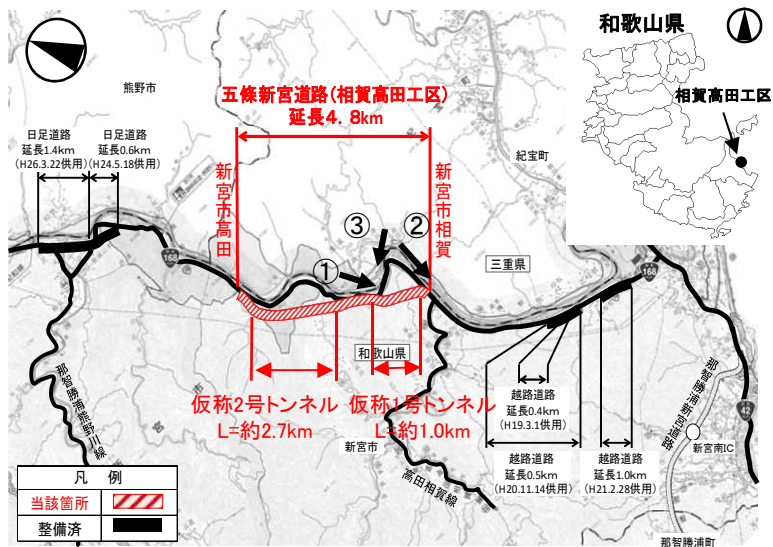 和歌山県
相賀高田工区
熊野市
五條新宮道路(相賀高田工区)
延長4.8km
日足道路
延長1.4km
(H26.3.22供用)
日足道路
延長0.6km
(H24.5.18供用)
紀宝町
新宮市高田
新宮市相賀
③
②
①
168
三重県
168
和歌山県
仮称2号トンネル
L=約2.7km
仮称1号トンネル
L=約1.0km
新宮市
越路道路
延長0.4km
(H19.3.1供用)
越路道路
延長0.5km
(H20.11.14供用)
越路道路
延長1.0km
(H21.2.28供用)
那智勝浦新宮道路
42
新宮南IC
那智勝浦熊野川線
高田相賀線
那智勝浦町
凡 例
当該箇所
整備済